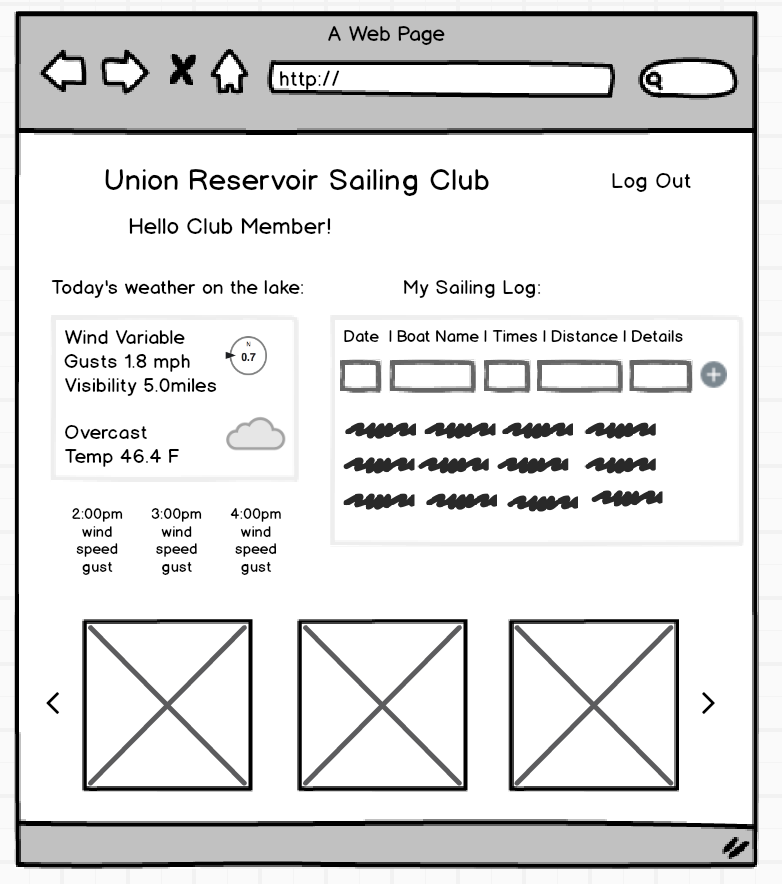 A Web Page
http://
Union Reservoir Sailing Club
Log Out
Hello Club Member!
Today's weather on the lake:
Wind Variable
Gusts 1.8 mph
Visibility 5.0miles
N
0.7
Overcast
Temp 46.4 F
2:00pm
wind
speed
gust
3:00pm
wind
speed
gust
4:00pm
wind
speed
gust
My Sailing Log:
Date | Boat Name | Times | Distance | Details